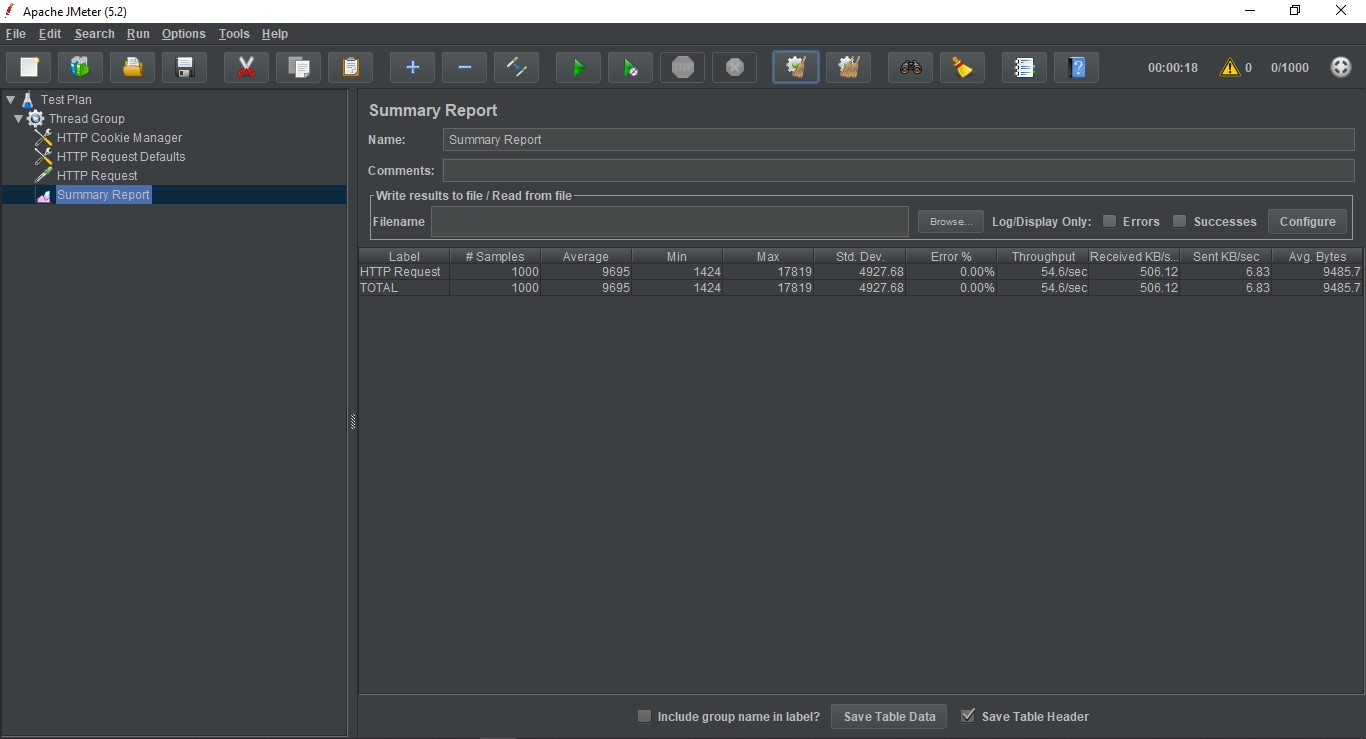 Apache JMeter (5.2)
File Edit Search Run Options Tools Help
00:00:18 0 0/1000
Test Plan
Thread Group
HTTP Cookie Manager
HTTP Request Defaults
HTTP Request
Summary Report
Summary Report
Name: Summary Report
Comments:
Write results to file / Read from file
Filename Browse... Log/Display Only: Errors Successes Configure
Label # Samples Average Min Max Std. Dev. Error % Throughput Received KB/s... Sent KB/sec Avg. Bytes
HTTP Request 1000 9695 1424 17819 4927.68 0.00% 54.6/sec 506.12 6.83 9485.7
TOTAL 1000 9695 1424 17819 4927.68 0.00% 54.6/sec 506.12 6.83 9485.7
Include group name in label? Save Table Data Save Table Header